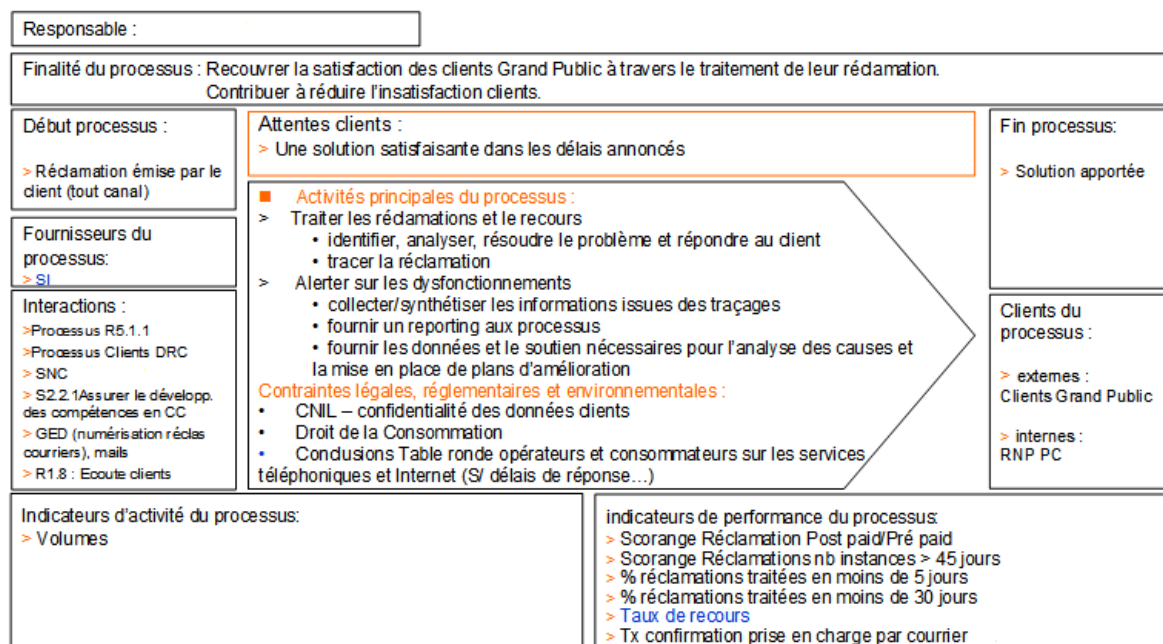 Responsable :
Finalité du processus : Recouvrer la satisfaction des clients Grand Public à travers le traitement de leur réclamation.
Contribuer à réduire l'insatisfaction clients.
Début processus :
> Réclamation émise par le
client (tout canal)
Fournisseurs du
processus:
> SI
Interactions :
>Processus R5.1.1
>Processus Clients DRC
> SNC
> S2.2.1Assurer le développ.
des compétences en CC
> GED (numérisation réclas
courriers), mails
> R1.8 : Ecoute clients
Attentes clients :
> Une solution satisfaisante dans les délais annoncés
■ Activités principales du processus :
> Traiter les réclamations et le recours
• identifier, analyser, résoudre le problème et répondre au client
• tracer la réclamation
> Alerter sur les dysfonctionnements
• collecter/synthétiser les informations issues des traçages
• fournir un reporting aux processus
• fournir les données et le soutien nécessaires pour l'analyse des causes et
la mise en place de plans d'amélioration
Contraintes légales, réglementaires et environnementales :
• CNIL – confidentialité des données clients
• Droit de la Consommation
• Conclusions Table ronde opérateurs et consommateurs sur les services
téléphoniques et Internet (S/ délais de réponse…)
Fin processus:
> Solution apportée
Clients du
processus :
> externes :
Clients Grand Public
> internes :
RNP PC
Indicateurs d'activité du processus:
> Volumes
indicateurs de performance du processus:
> Scorange Réclamation Post paid/Pré paid
> Scorange Réclamations nb instances > 45 jours
> % réclamations traitées en moins de 5 jours
> % réclamations traitées en moins de 30 jours
> Taux de recours
> Tx confirmation prise en charge par courrier